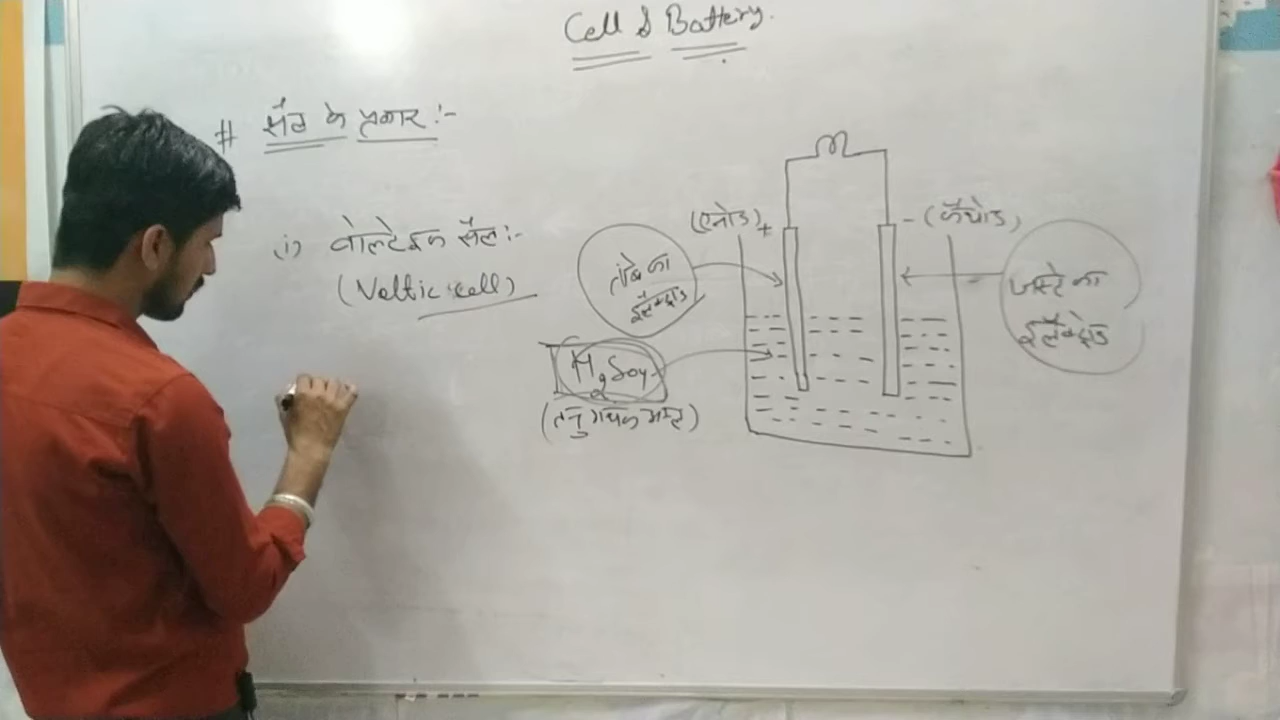 Cell & Battery.
# सैल के प्रकार :-
(i) वोल्टेइक सैल :-
(Voltic cell)
(एनोड) +
- (कैथोड)
तांबे का
इलैक्ट्रोड
जस्ते का
इलैक्ट्रोड
H2SO4
(तनु गंधक अम्ल)